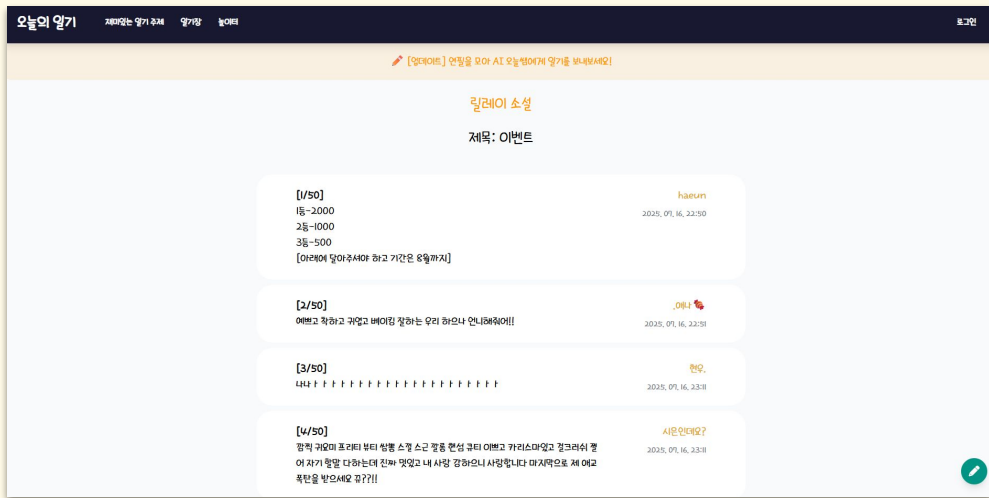 오늘의 일기 재미있는 일기 주제 일기장 놀이터 로그인
[업데이트] 연필을 모아 AI 오늘쌤에게 일기를 보내보세요!
릴레이 소설
제목: 이벤트
[1/50] haeun
1등-2000 2025. 07. 16. 22:50
2등-1000
3등-500
[아래에 달아주셔야 하고 기간은 8월까지]
[2/50] .예나
예쁘고 착하고 귀엽고 베이킹 잘하는 우리 하으나 언니해줘어!! 2025. 07. 16. 22:51
[3/50] 현우.
나나ㅏㅏㅏㅏㅏㅏㅏㅏㅏㅏㅏㅏㅏㅏㅏㅏㅏㅏㅏㅏ 2025. 07. 16. 23:11
[4/50] 시은인데요?
깜찍 귀요미 프리티 뷰티 쌈뽕 스껄 스근 깔롱 핸섬 큐티 이쁘고 카리스마있고 걸크러쉬 쩔 2025. 07. 16. 23:11
어 자기 할말 다하는데 진짜 멋있고 내 사랑 강하으니 사랑합니다 마지막으로 제 애교
폭탄을 받으세요 뀨??!!